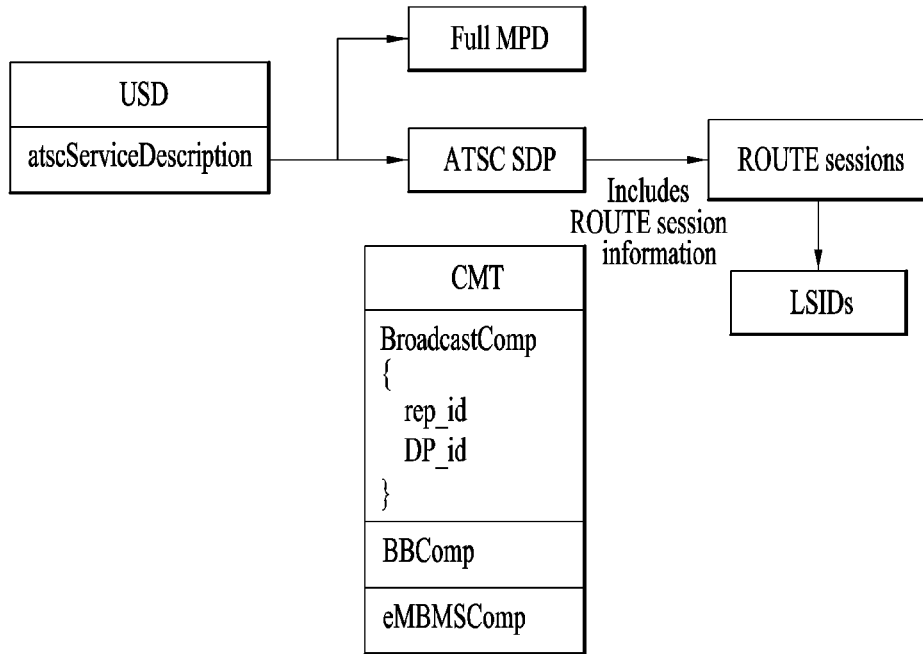 Full MPD
USD
atscServiceDescription
ATSC SDP
ROUTE sessions
Includes
ROUTE session
information
LSIDs
CMT
BroadcastComp
{
rep_id
DP_id
}
BBComp
eMBMSComp